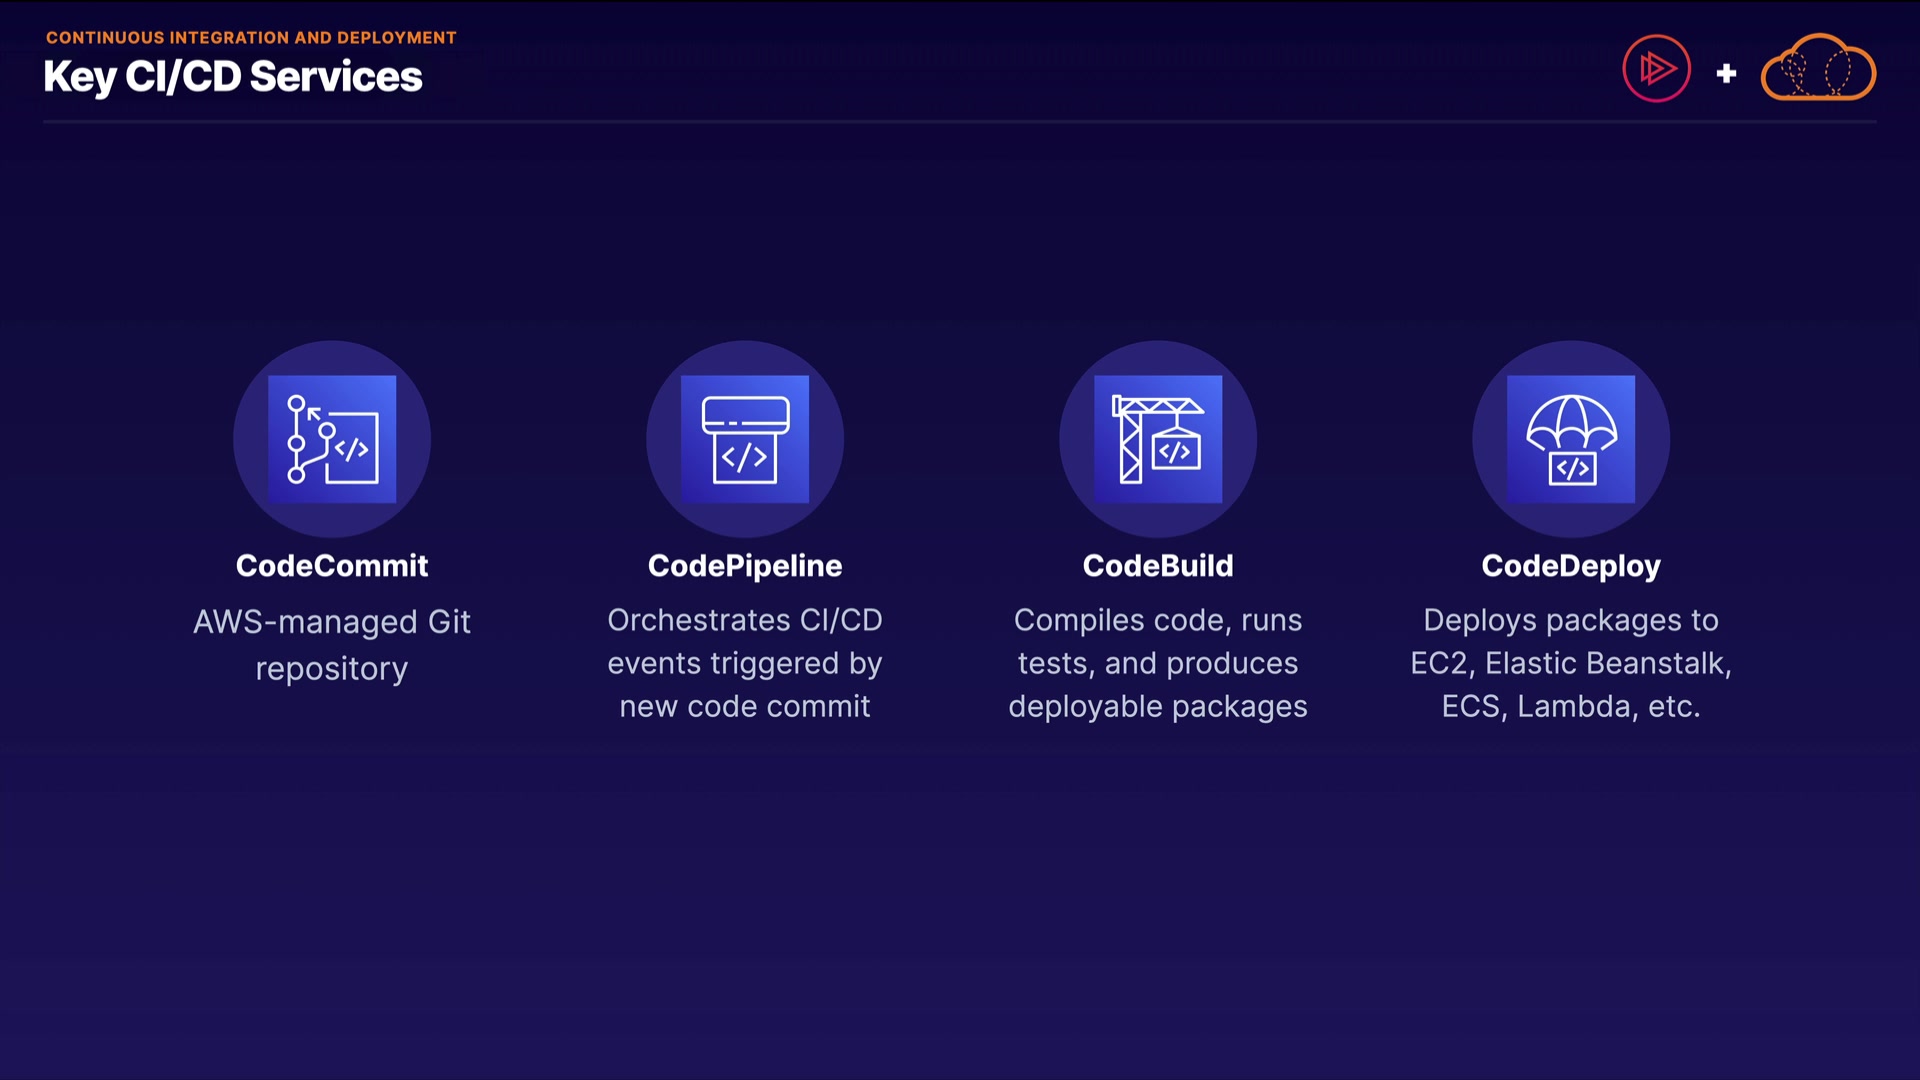 CONTINUOUS INTEGRATION AND DEPLOYMENT
Key CI/CD Services
CodeCommit
AWS-managed Git
repository
CodePipeline
Orchestrates CI/CD
events triggered by
new code commit
CodeBuild
Compiles code, runs
tests, and produces
deployable packages
CodeDeploy
Deploys packages to
EC2, Elastic Beanstalk,
ECS, Lambda, etc.